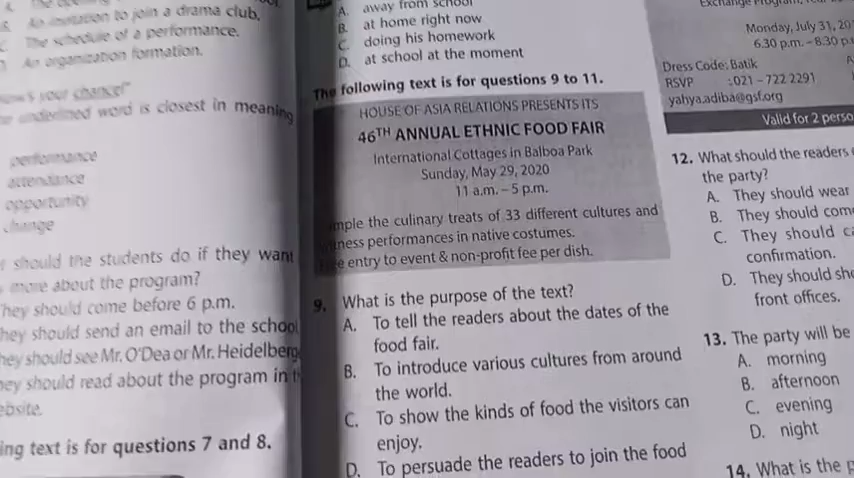 An invitation to join a drama club.
C. The schedule of a performance.
An organization formation.
chance!"
underlined word is closest in meaning
performance
attendance
opportunity
change
should the students do if they want
more about the program?
They should come before 6 p.m.
They should send an email to the school
They should see Mr. O'Dea or Mr. Heidelberg
They should read about the program in
ing text is for questions 7 and 8.
A. away from school
B. at home right now
C. doing his homework
D. at school at the moment
The following text is for questions 9 to 11.
HOUSE OF ASIA RELATIONS PRESENTS ITS
46TH ANNUAL ETHNIC FOOD FAIR
International Cottages in Balboa Park
Sunday, May 29, 2020
11 a.m. – 5 p.m.
mple the culinary treats of 33 different cultures and
ness performances in native costumes.
ee entry to event & non-profit fee per dish.
9. What is the purpose of the text?
A. To tell the readers about the dates of the
food fair.
B. To introduce various cultures from around
the world.
C. To show the kinds of food the visitors can
enjoy.
D. To persuade the readers to join the food
Exchange Program,
Monday, July 31, 20
6.30 p.m. – 8.30 p.
Dress Code: Batik
RSVP : 021 – 722 2291
yahya.adiba@gsf.org
Valid for 2 perso
12. What should the readers
the party?
A. They should wear
B. They should com
C. They should ca
confirmation.
D. They should sh
front offices.
13. The party will be
A. morning
B. afternoon
C. evening
D. night
14. What is the p